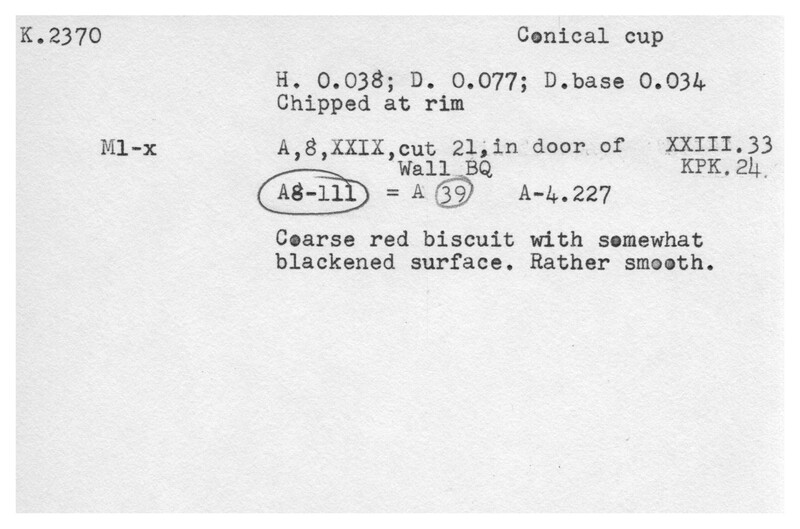 K.2370 Conical cup
H. 0.038; D. 0.077; D.base 0.034
Chipped at rim
Ml-x A,8,XXIX,cut 21,in door of XXIII.33
Wall BQ KPK.24.
A8-111 = A 39 A-4.227
Coarse red biscuit with somewhat
blackened surface. Rather smooth.